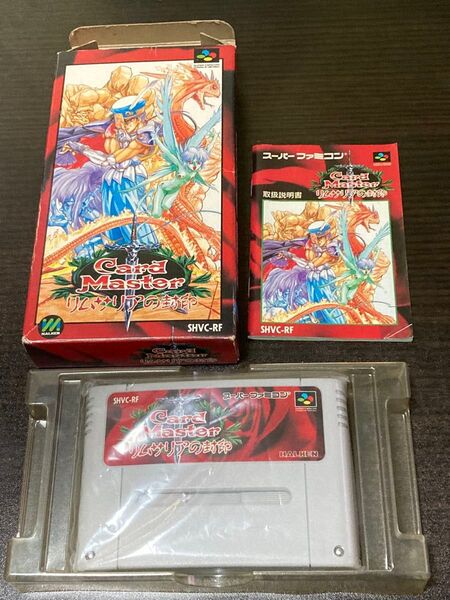 Card
Master
リムサリアの封印
HALKEN
SHVC-RF
スーパーファミコン
取扱説明書
Card
Master
リムサリアの封印
SHVC-RF
SHVC-RF
スーパーファミコン
Card
Master
リムサリアの封印
HALKEN